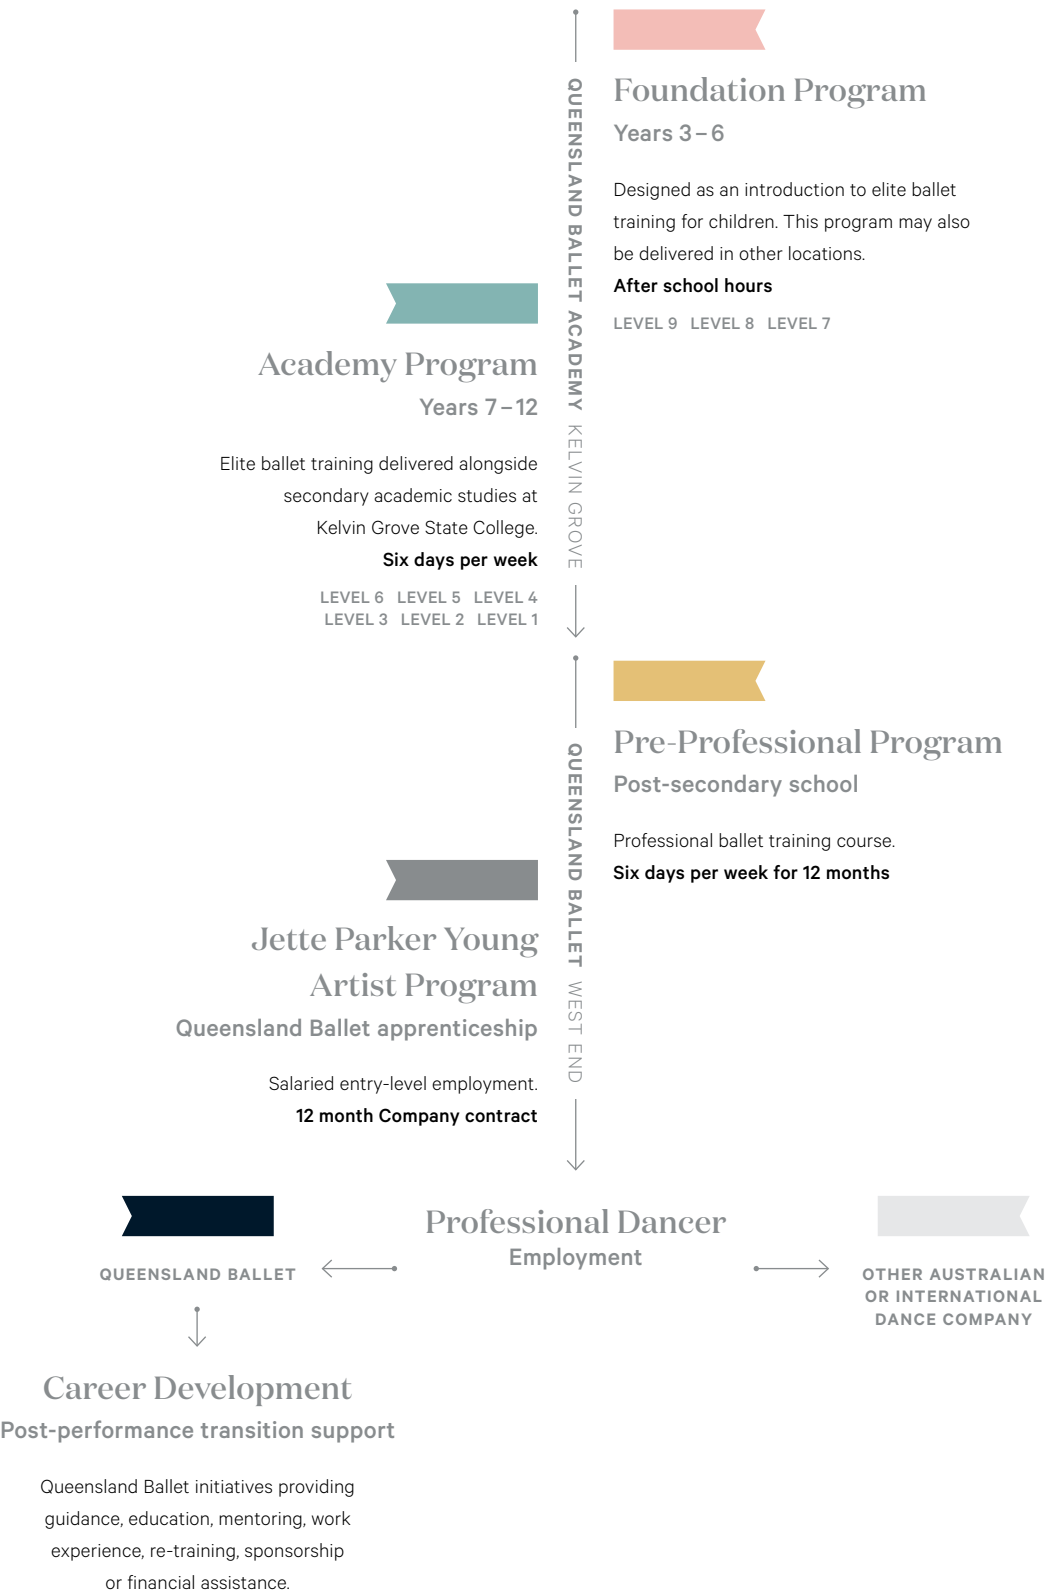 QUEENSLAND BALLET ACADEMY KELVIN GROVE
Foundation Program
Years 3 – 6
Designed as an introduction to elite ballet
training for children. This program may also
be delivered in other locations.
After school hours
LEVEL 9 LEVEL 8 LEVEL 7
Academy Program
Years 7 – 12
Elite ballet training delivered alongside
secondary academic studies at
Kelvin Grove State College.
Six days per week
LEVEL 6 LEVEL 5 LEVEL 4
LEVEL 3 LEVEL 2 LEVEL 1
QUEENSLAND BALLET WEST END
Pre-Professional Program
Post-secondary school
Professional ballet training course.
Six days per week for 12 months
Jette Parker Young
Artist Program
Queensland Ballet apprenticeship
Salaried entry-level employment.
12 month Company contract
Professional Dancer
Employment
QUEENSLAND BALLET
OTHER AUSTRALIAN
OR INTERNATIONAL
DANCE COMPANY
Career Development
Post-performance transition support
Queensland Ballet initiatives providing
guidance, education, mentoring, work
experience, re-training, sponsorship
or financial assistance.